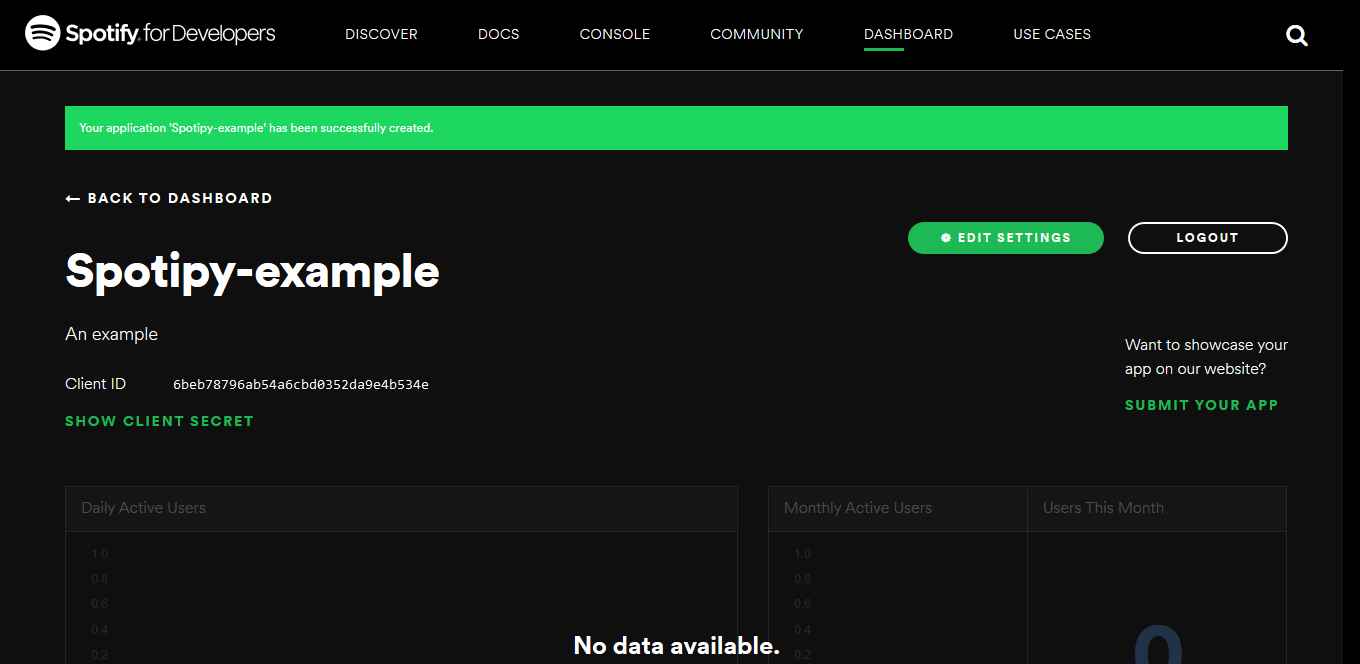 Spotify for Developers
DISCOVER
DOCS
CONSOLE
COMMUNITY
DASHBOARD
USE CASES
Your application 'Spotipy-example' has been successfully created.
← BACK TO DASHBOARD
EDIT SETTINGS
LOGOUT
Spotipy-example
An example
Client ID 6beb78796ab54a6cbd0352da9e4b534e
SHOW CLIENT SECRET
Want to showcase your
app on our website?
SUBMIT YOUR APP
Daily Active Users
1.0
0.8
0.6
0.4
0.2
Monthly Active Users
1.0
0.8
0.6
0.4
0.2
Users This Month
0
No data available.